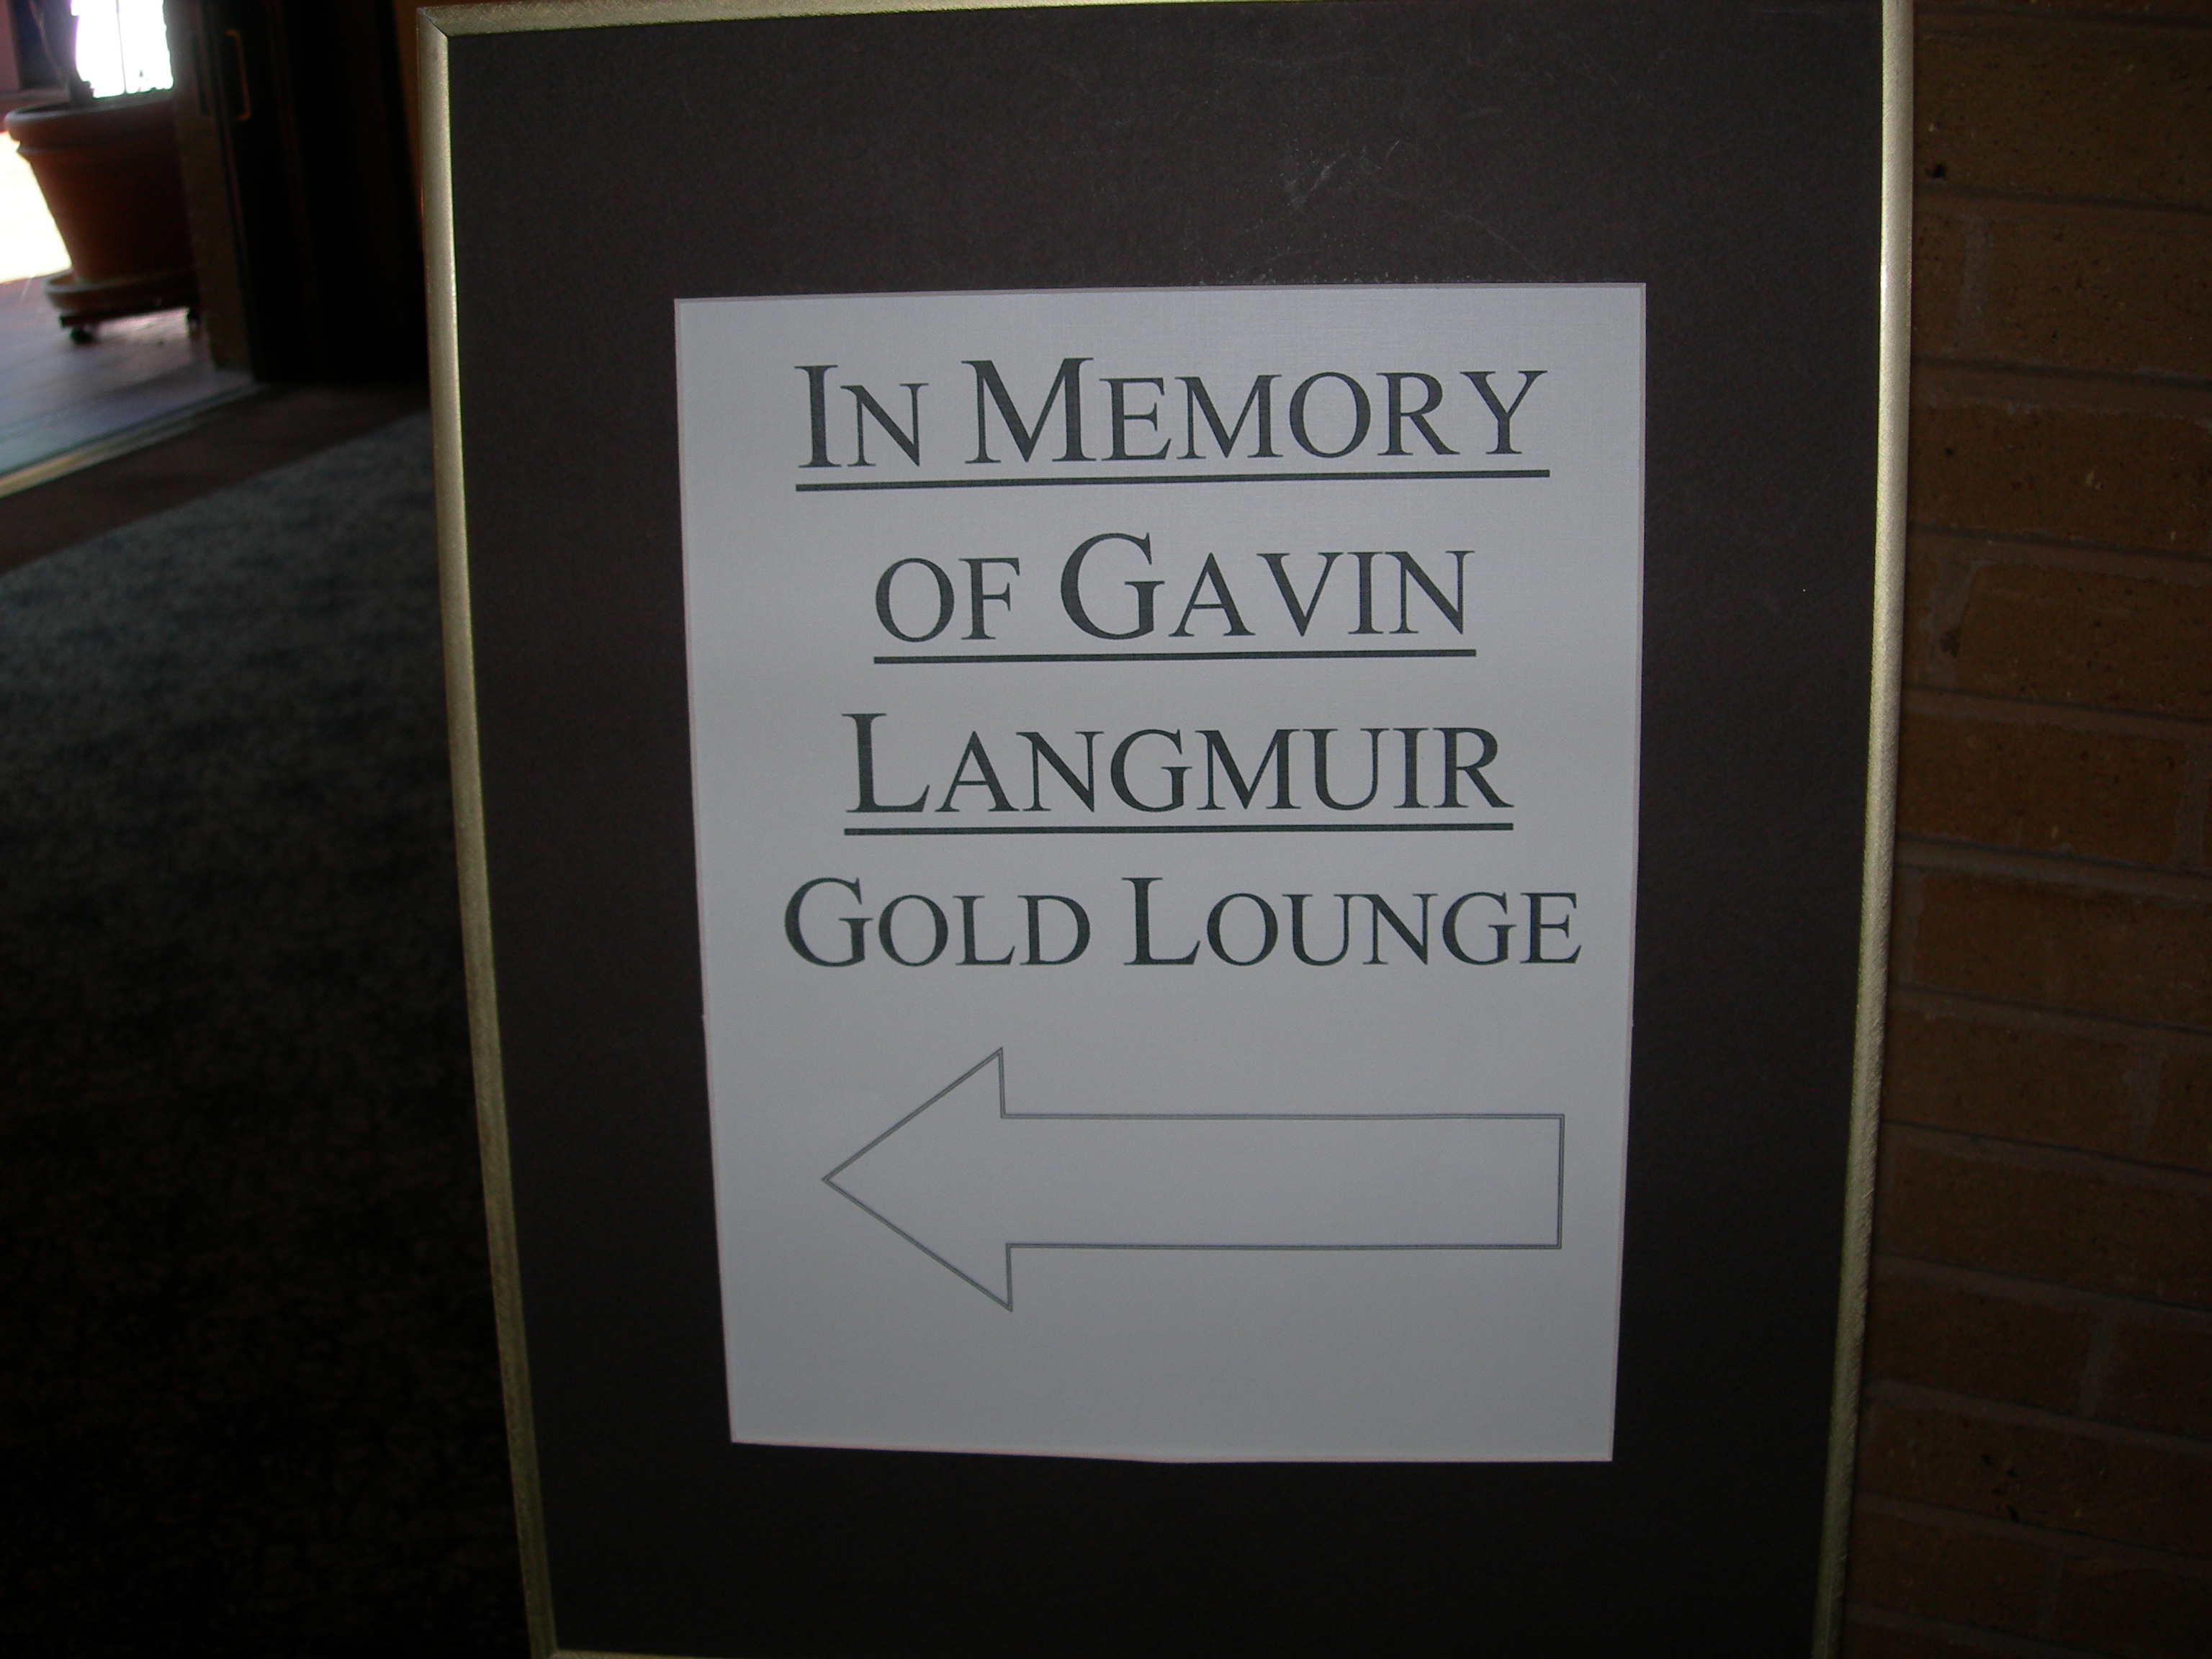 IN MEMORY
OF GAVIN
LANGMUIR
GOLD LOUNGE